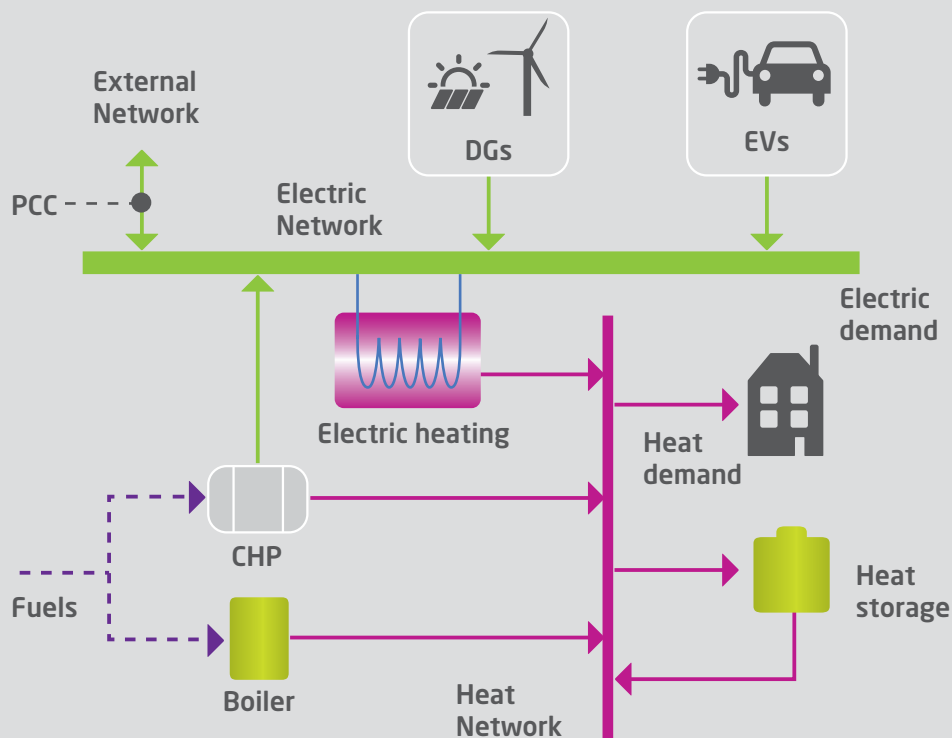 External
Network
DGs
EVs
PCC
Electric
Network
Electric
demand
Electric heating
Heat
demand
CHP
Fuels
Heat
storage
Boiler
Heat
Network